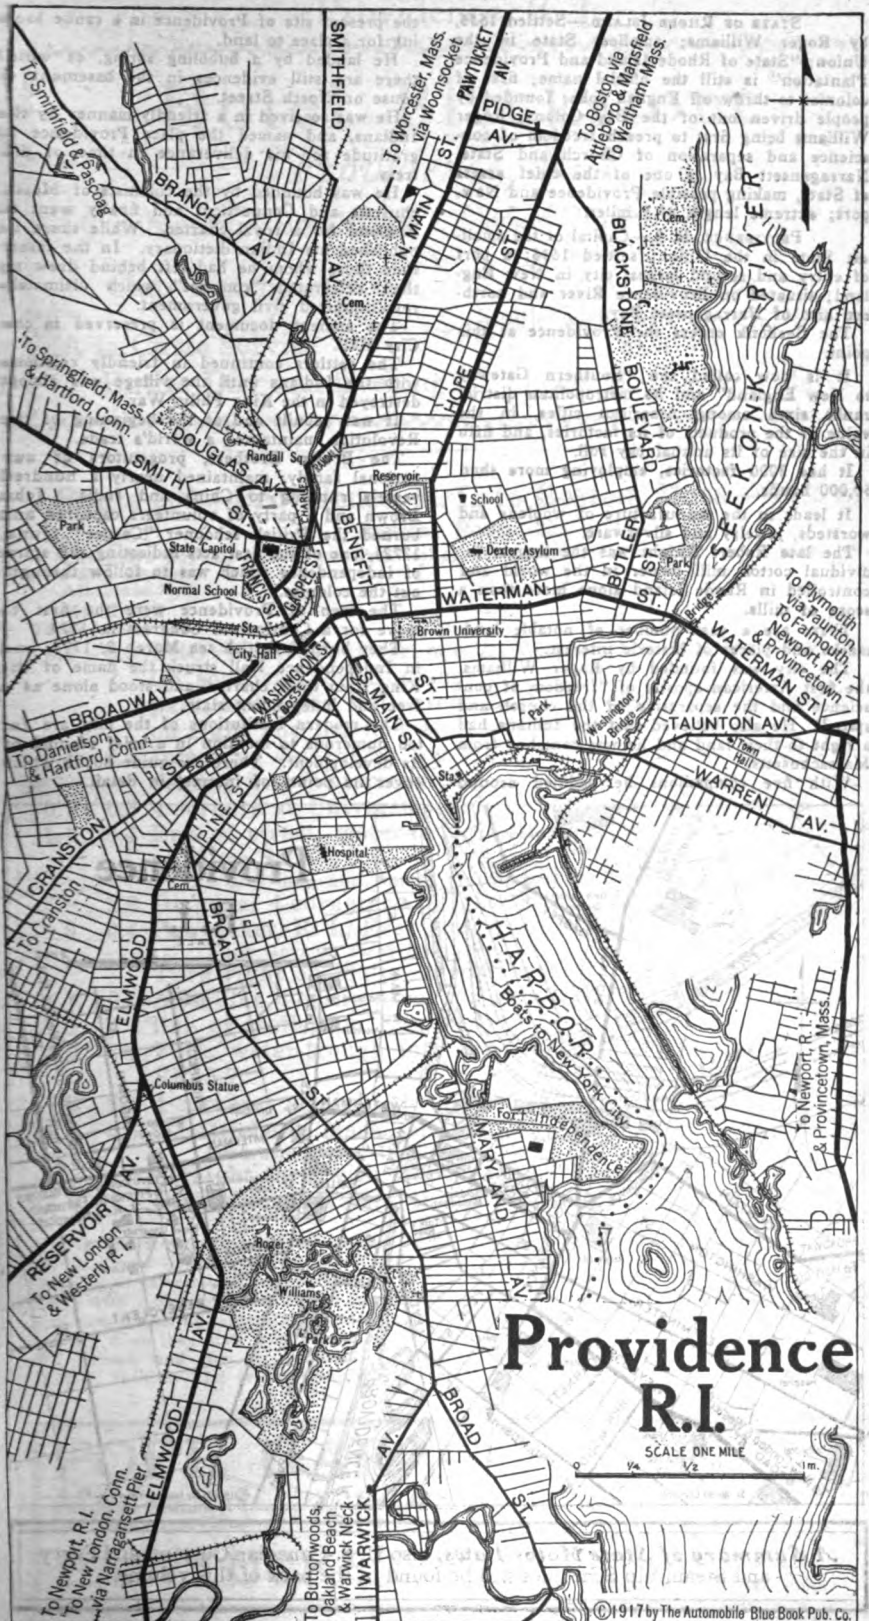 To Smithfield & Pascoag
SMITHFIELD
AV.
To Worcester, Mass.
via Woonsocket
PAWTUCKET
AV.
PIDGE
AV.
To Boston via
Attleboro & Mansfield
To Waltham, Mass.
BRANCH
AV.
N. MAIN
ST.
Cem.
Cem.
BLACKSTONE
BOULEVARD
SEEKONK RIVER
HOPE
ST.
To Springfield, Mass.
& Hartford, Conn.
DOUGLAS
AV.
Randall Sq.
SMITH
ST.
CHARLES
CANAL
Reservoir
School
Park
State Capitol
BENEFIT
ST.
Dexter Asylum
BUTLER
ST.
Park
FRANCIS ST.
GASPEE ST.
Normal School
WATERMAN
ST.
Bridge
To Plymouth
via Taunton
To Falmouth,
Newport, R.I.
& Provincetown
WATERMAN ST.
Sta.
Brown University
City Hall
WASHINGTON ST.
WEYBOSSET
BROADWAY
S. MAIN ST.
Park
Washington
Bridge
TAUNTON AV.
To Danielson,
& Hartford, Conn.
Town
Hall
Sta.
WARREN
AV.
CRANSTON
ST.
PINE ST.
To Cranston
Hospital
Cem.
ELMWOOD
AV.
BROAD
ST.
HARBOR
Boats to New York City
Columbus Statue
To Newport, R.I.
& Provincetown, Mass.
Fort Independence
MARYLAND
AV.
RESERVOIR
AV.
To New London
& Westerly R.I.
Roger
Williams
Park
Providence
R.I.
SCALE ONE MILE
0 1/4 1/2 1m.
ELMWOOD
AV.
BROAD
ST.
WARWICK
AV.
To Newport, R.I.
To New London, Conn.
via Narragansett Pier
To Buttonwoods,
Oakland Beach
& Warwick Neck
©1917 by The Automobile Blue Book Pub. Co.